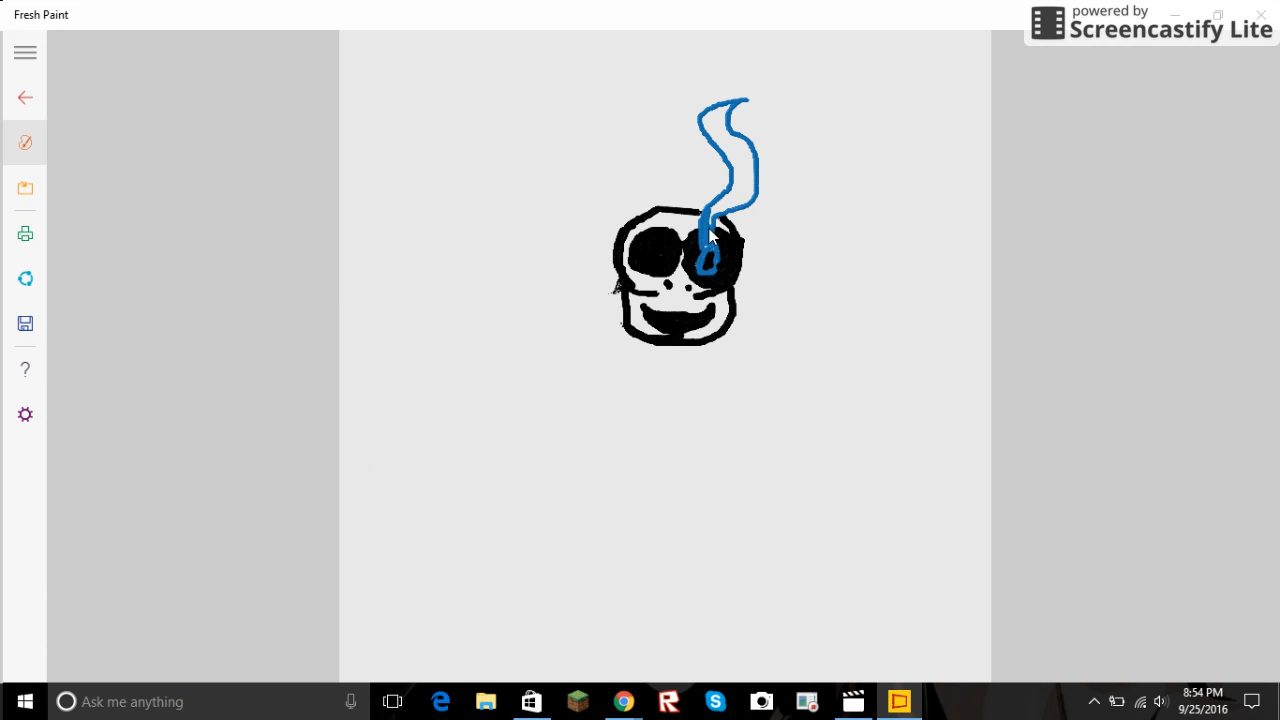 Fresh Paint
powered by
Screencastify Lite
Ask me anything
8:54 PM
9/25/2016